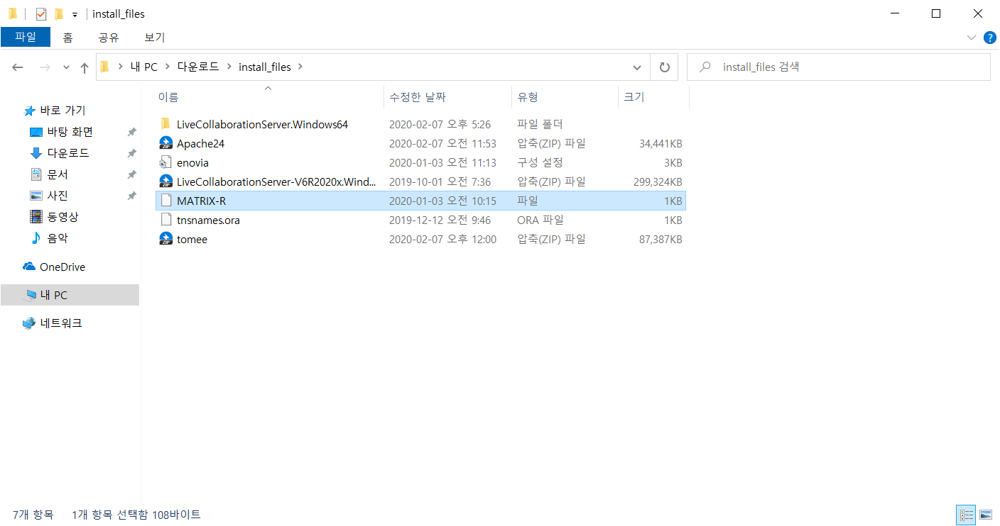 install_files
파일 홈 공유 보기
내 PC 다운로드 install_files install_files 검색
이름 수정한 날짜 유형 크기
바로 가기
바탕 화면
다운로드
문서
사진
동영상
음악
OneDrive
내 PC
네트워크
LiveCollaborationServer.Windows64 2020-02-07 오후 5:26 파일 폴더
Apache24 2020-02-07 오전 11:53 압축(ZIP) 파일 34,441KB
enovia 2020-01-03 오전 11:13 구성 설정 3KB
LiveCollaborationServer-V6R2020x.Wind... 2019-10-01 오전 7:36 압축(ZIP) 파일 299,324KB
MATRIX-R 2020-01-03 오전 10:15 파일 1KB
tnsnames.ora 2019-12-12 오전 9:46 ORA 파일 1KB
tomee 2020-02-07 오후 12:00 압축(ZIP) 파일 87,387KB
7개 항목 1개 항목 선택함 108바이트